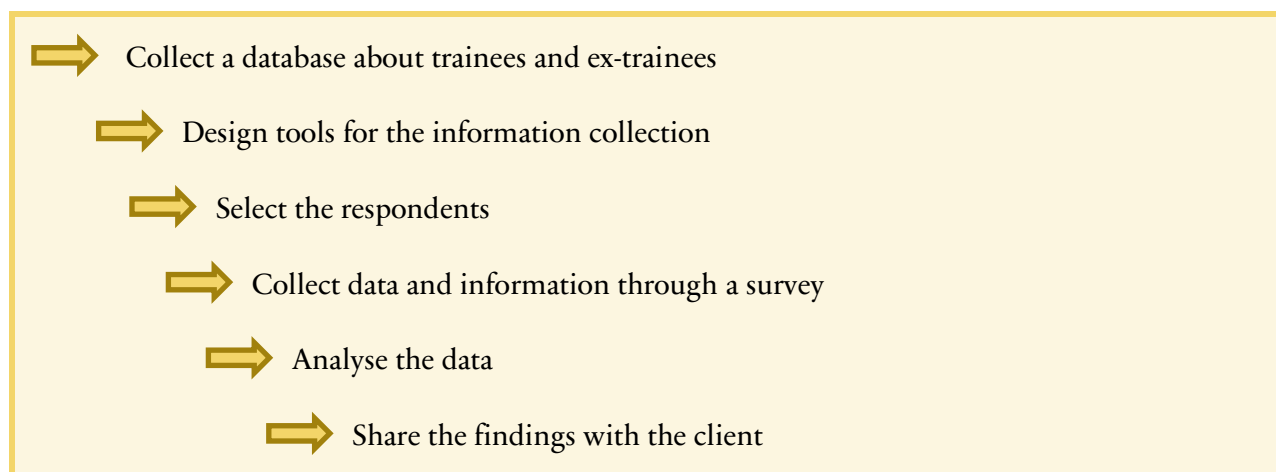 Collect a database about trainees and ex-trainees
Design tools for the information collection
Select the respondents
Collect data and information through a survey
Analyse the data
Share the findings with the client